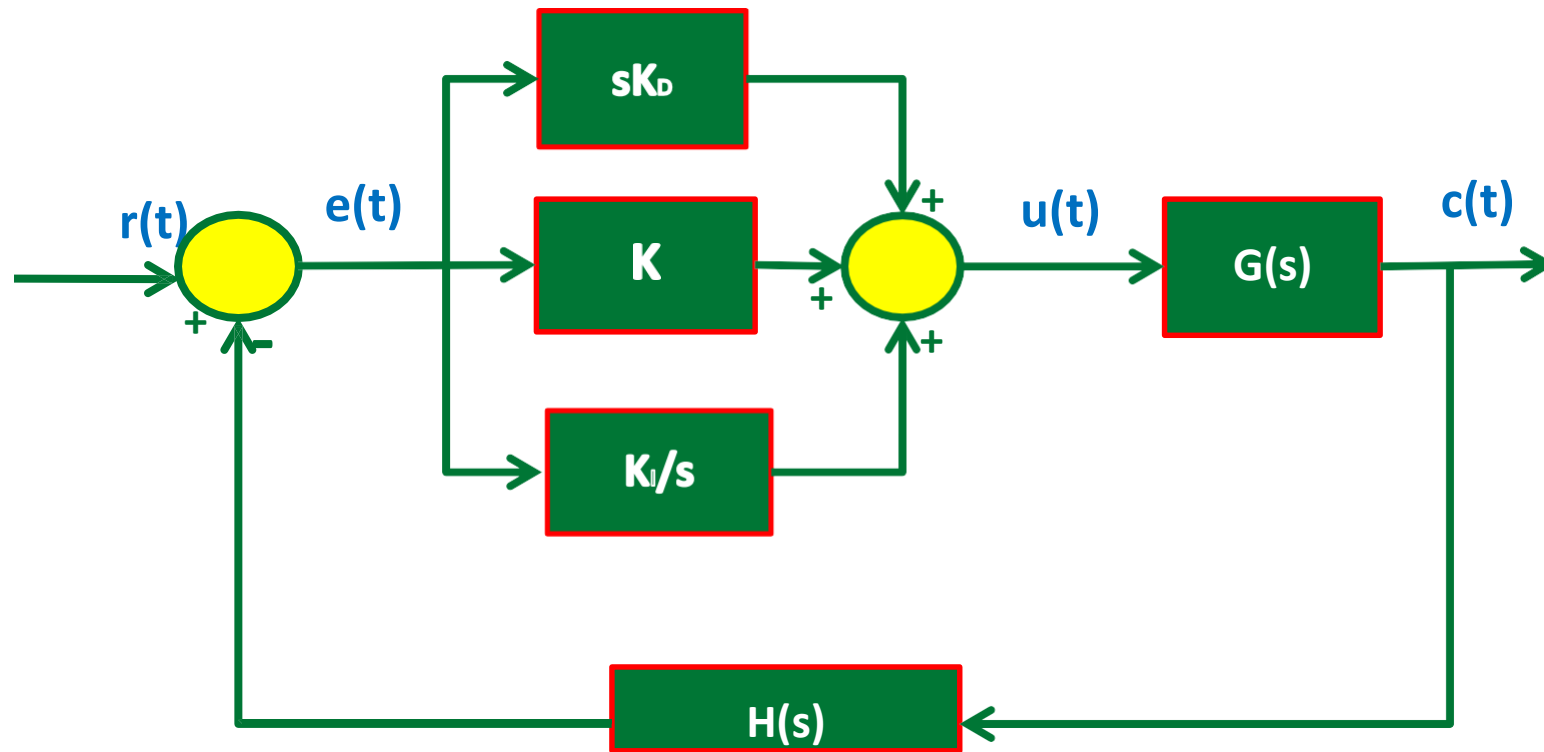 sKD
r(t)
e(t)
+
u(t)
c(t)
K
G(s)
+
+
-
+
KI/s
H(s)